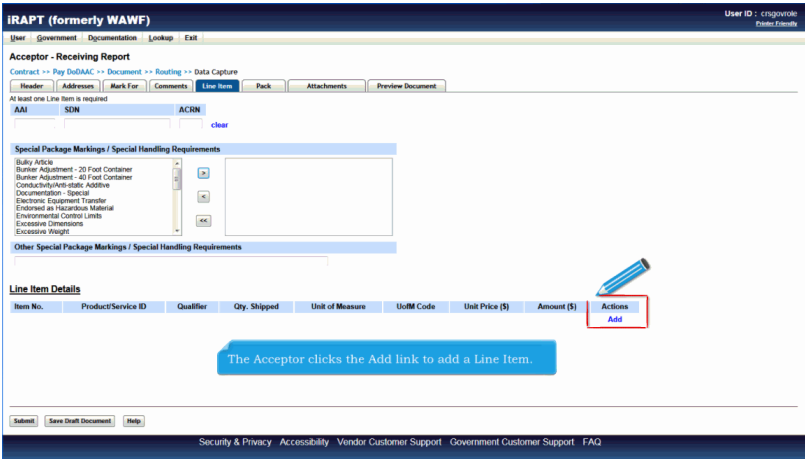 iRAPT (formerly WAWF)
User ID : crsgovrole
Printer Friendly
User Government Documentation Lookup Exit
Acceptor - Receiving Report
Contract >> Pay DoDAAC >> Document >> Routing >> Data Capture
Header Addresses Mark For Comments Line Item Pack Attachments Preview Document
At least one Line Item is required
AAI SDN ACRN
clear
Special Package Markings / Special Handling Requirements
Bulky Article
Bunker Adjustment - 20 Foot Container
Bunker Adjustment - 40 Foot Container
Conductivity/Anti-static Additive
Documentation - Special
Electronic Equipment Transfer
Endorsed as Hazardous Material
Environmental Control Limits
Excessive Dimensions
Excessive Weight
>
<
<<
Other Special Package Markings / Special Handling Requirements
Line Item Details
Item No. Product/Service ID Qualifier Qty. Shipped Unit of Measure UofM Code Unit Price ($) Amount ($) Actions
Add
The Acceptor clicks the Add link to add a Line Item.
Submit Save Draft Document Help
Security & Privacy Accessibility Vendor Customer Support Government Customer Support FAQ